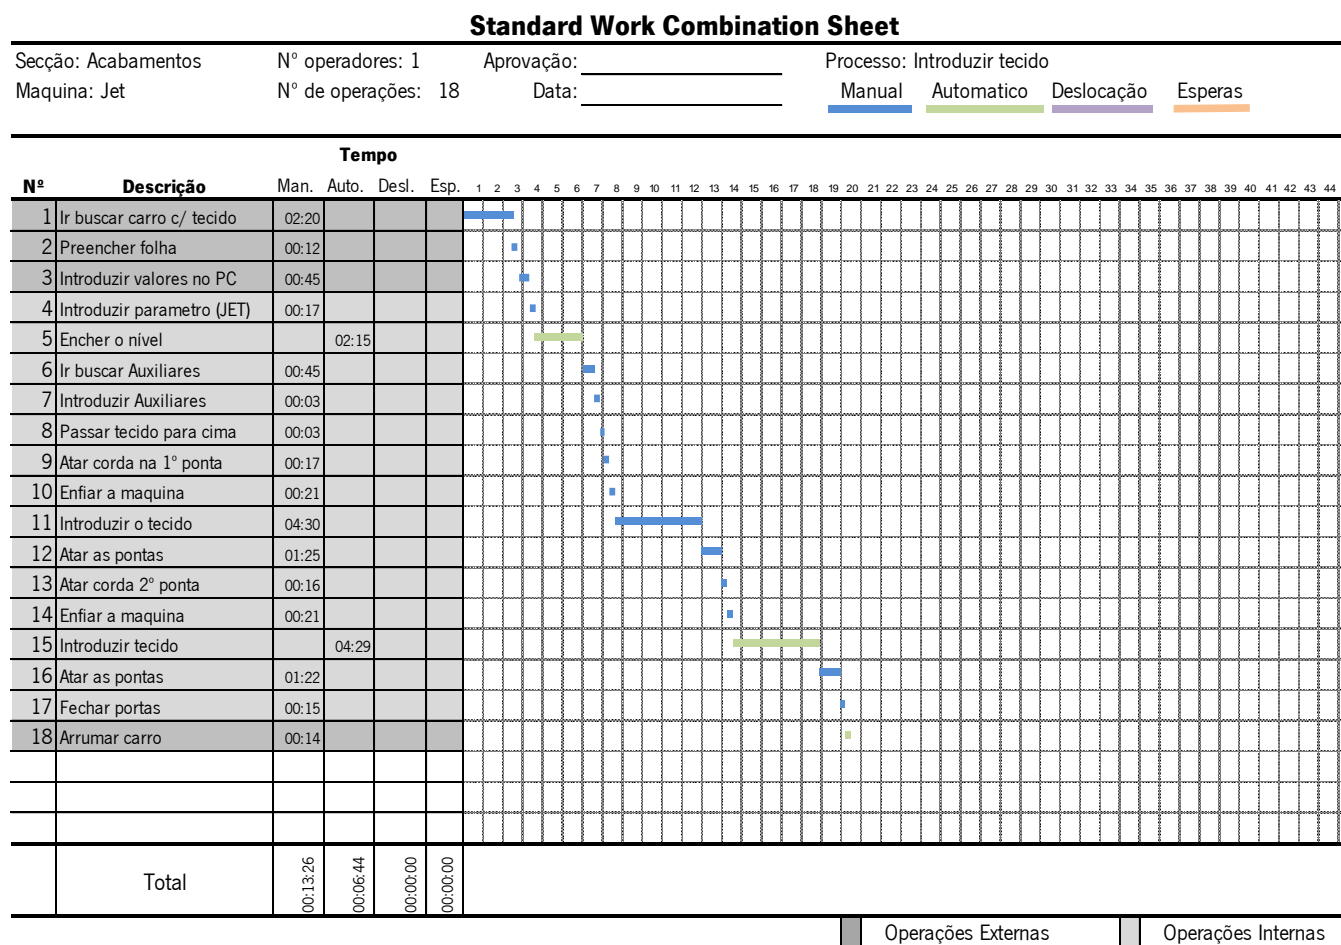 Standard Work Combination Sheet
Secção: Acabamentos Nº operadores: 1 Aprovação: Processo: Introduzir tecido
Maquina: Jet Nº de operações: 18 Data: Manual Automatico Deslocação Esperas
Tempo
Nº Descrição Man. Auto. Desl. Esp. 1 2 3 4 5 6 7 8 9 10 11 12 13 14 15 16 17 18 19 20 21 22 23 24 25 26 27 28 29 30 31 32 33 34 35 36 37 38 39 40 41 42 43 44
1 Ir buscar carro c/ tecido 02:20
2 Preencher folha 00:12
3 Introduzir valores no PC 00:45
4 Introduzir parametro (JET) 00:17
5 Encher o nível 02:15
6 Ir buscar Auxiliares 00:45
7 Introduzir Auxiliares 00:03
8 Passar tecido para cima 00:03
9 Atar corda na 1º ponta 00:17
10 Enfiar a maquina 00:21
11 Introduzir o tecido 04:30
12 Atar as pontas 01:25
13 Atar corda 2º ponta 00:16
14 Enfiar a maquina 00:21
15 Introduzir tecido 04:29
16 Atar as pontas 01:22
17 Fechar portas 00:15
18 Arrumar carro 00:14
Total 00:13:26 00:06:44 00:00:00 00:00:00
Operações Externas Operações Internas